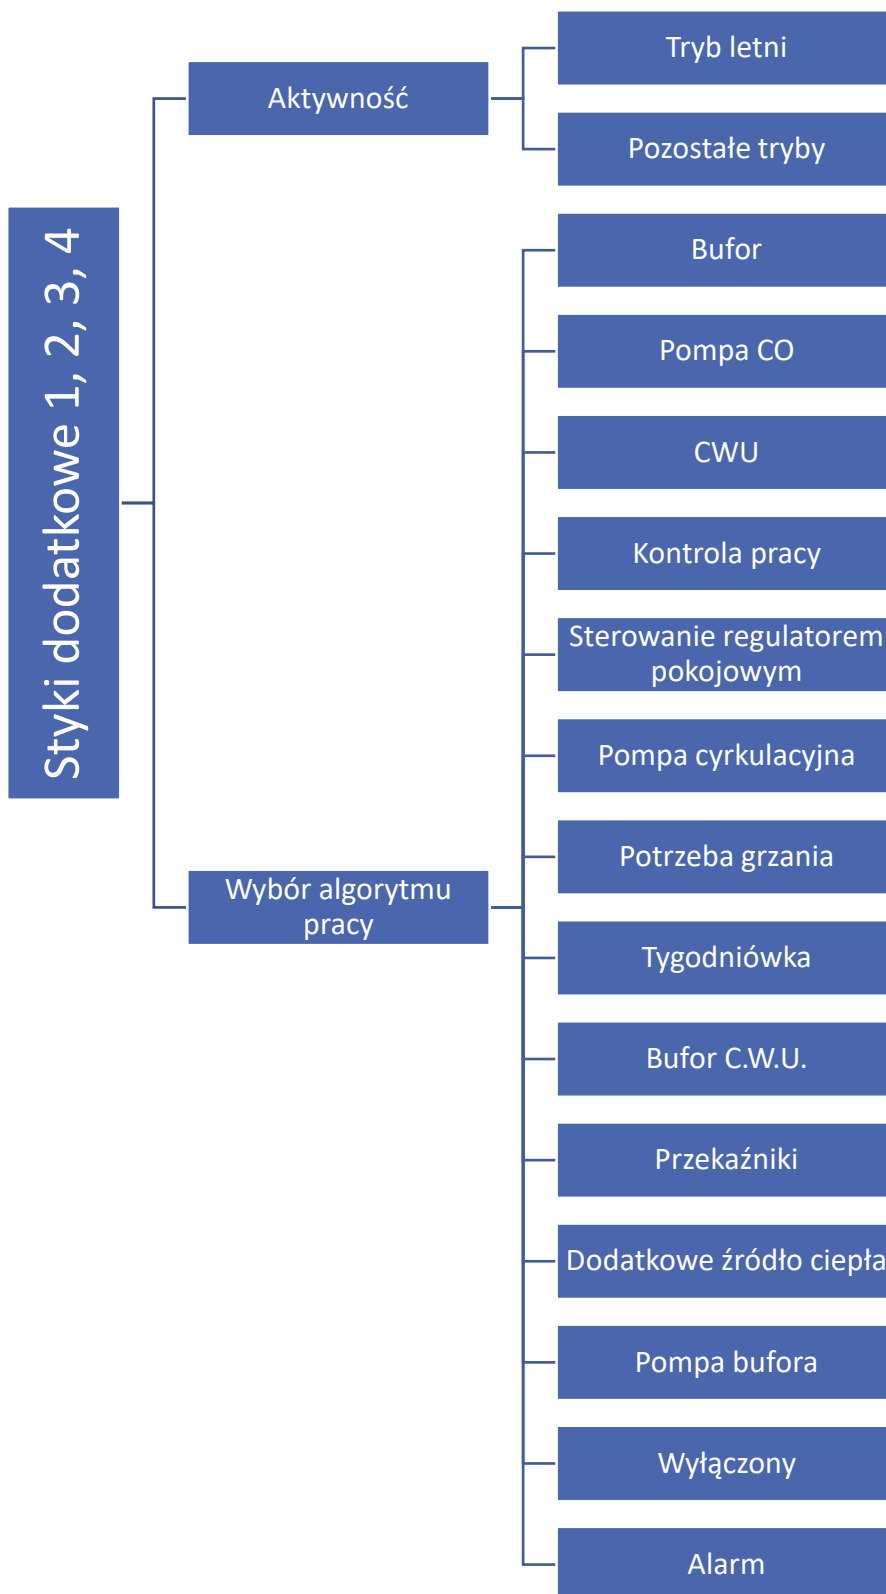 Styki dodatkowe 1, 2, 3, 4
Aktywność
Tryb letni
Pozostałe tryby
Wybór algorytmu
pracy
Bufor
Pompa CO
CWU
Kontrola pracy
Sterowanie regulatorem
pokojowym
Pompa cyrkulacyjna
Potrzeba grzania
Tygodniówka
Bufor C.W.U.
Przekaźniki
Dodatkowe źródło ciepła
Pompa bufora
Wyłączony
Alarm